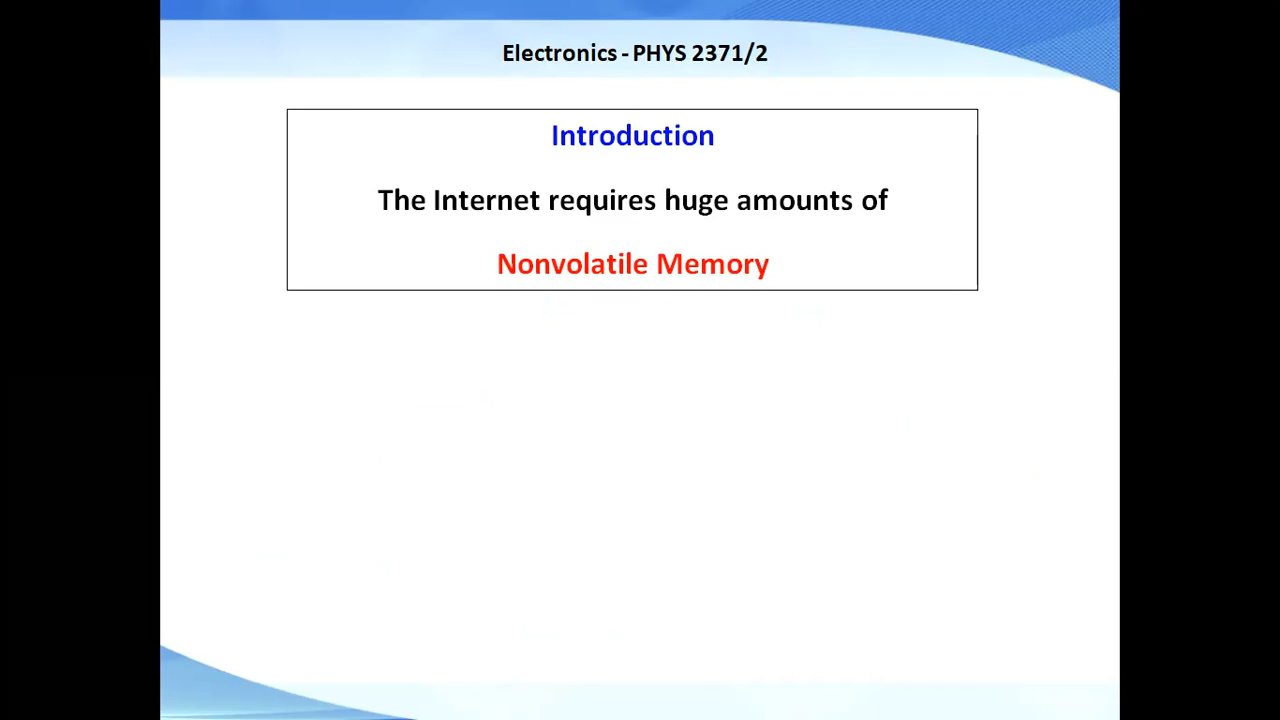 Electronics - PHYS 2371/2
Introduction
The Internet requires huge amounts of
Nonvolatile Memory